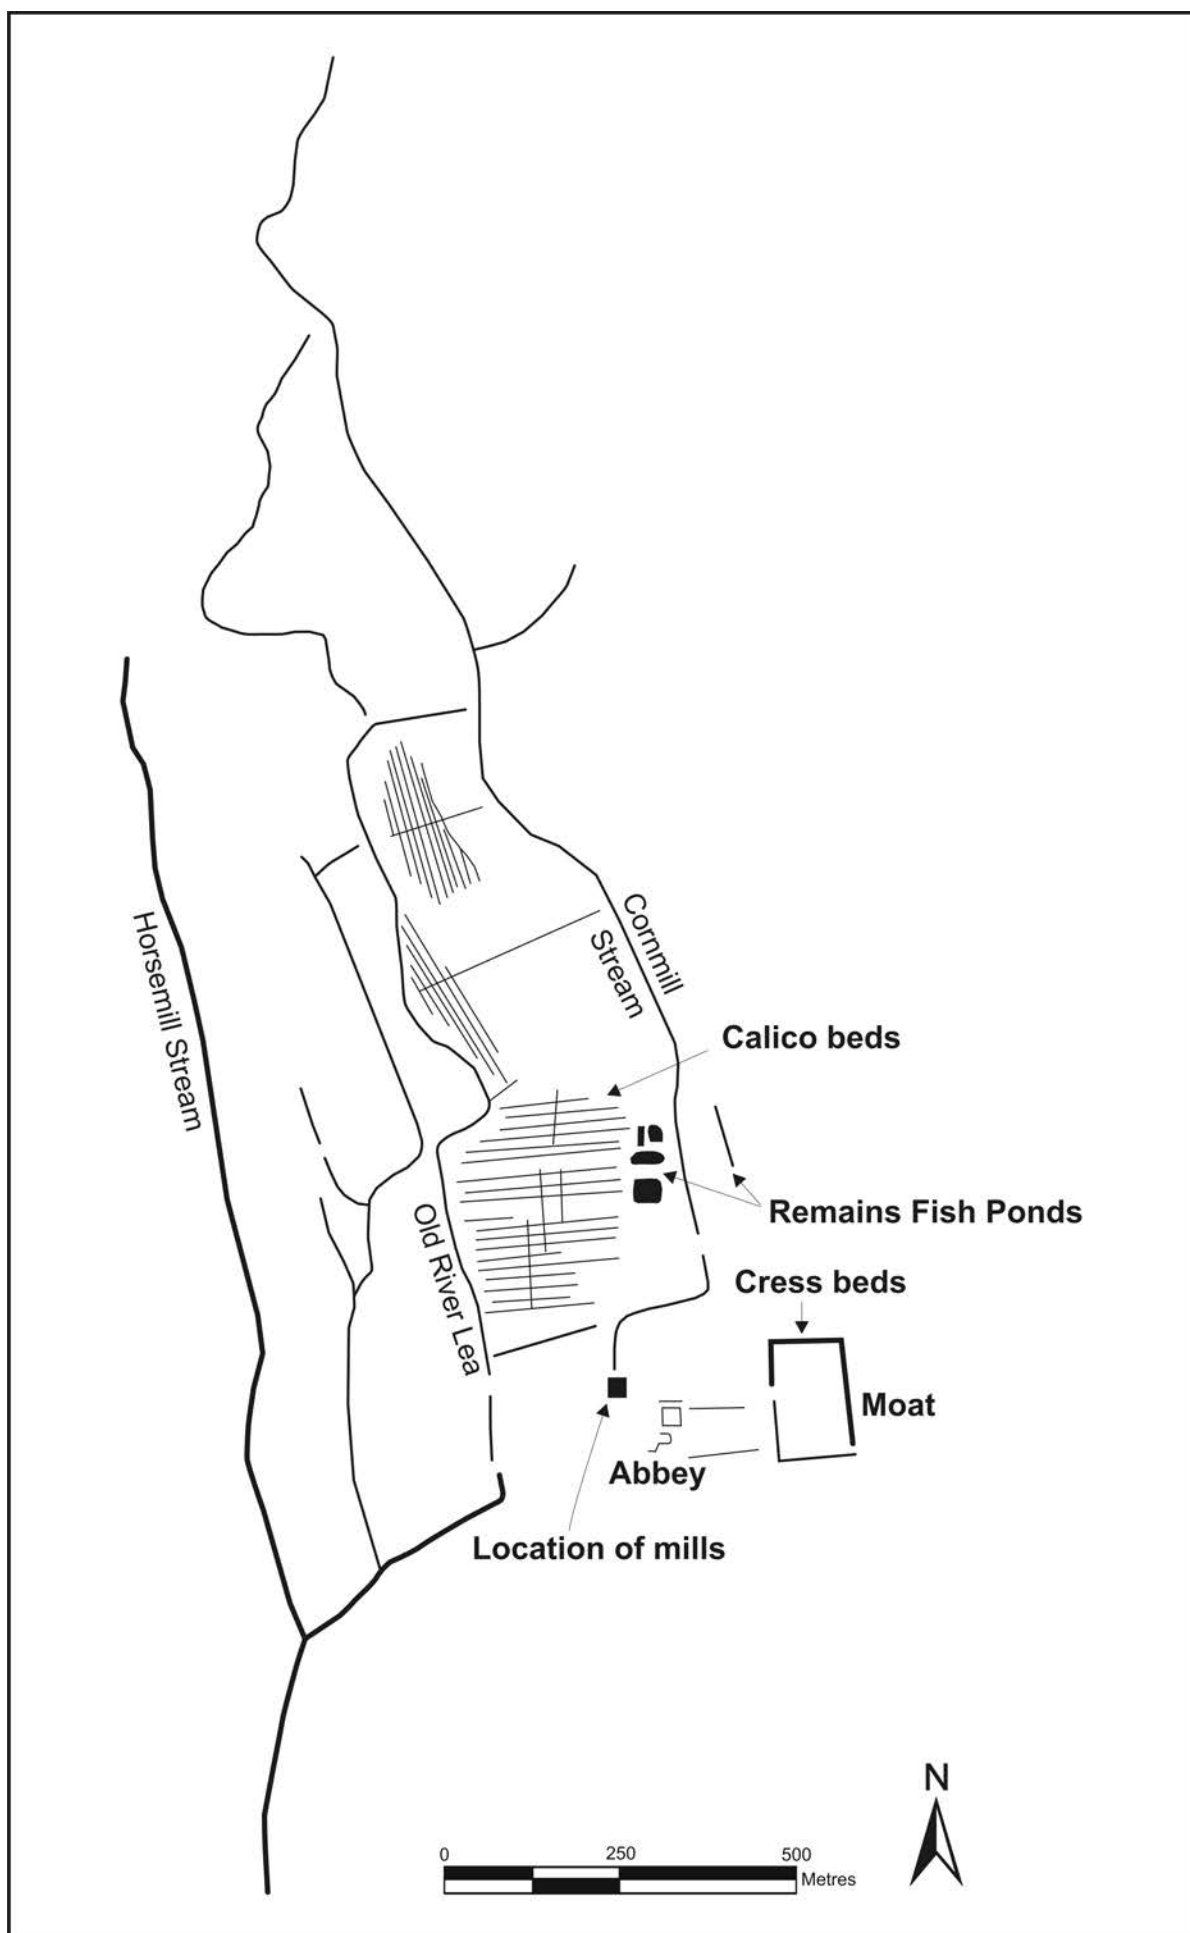 Cornmill
Stream
Horsemill Stream
Calico beds
Old River Lea
Remains Fish Ponds
Cress beds
Moat
Abbey
Location of mills
N
0
250
500
Metres